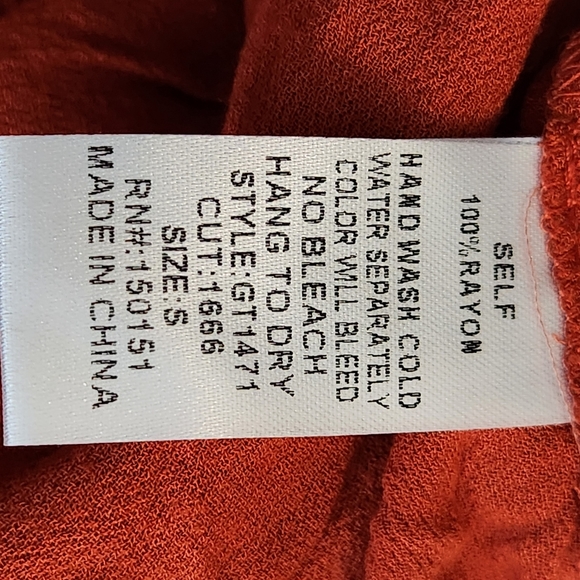 SELF
100% RAYON
HAND WASH COLD
WATER SEPARATELY
COLOR WILL BLEED
NO BLEACH
HANG TO DRY
STYLE:GT1471
CUT:1666
SIZE:S
RN#:150151
MADE IN CHINA